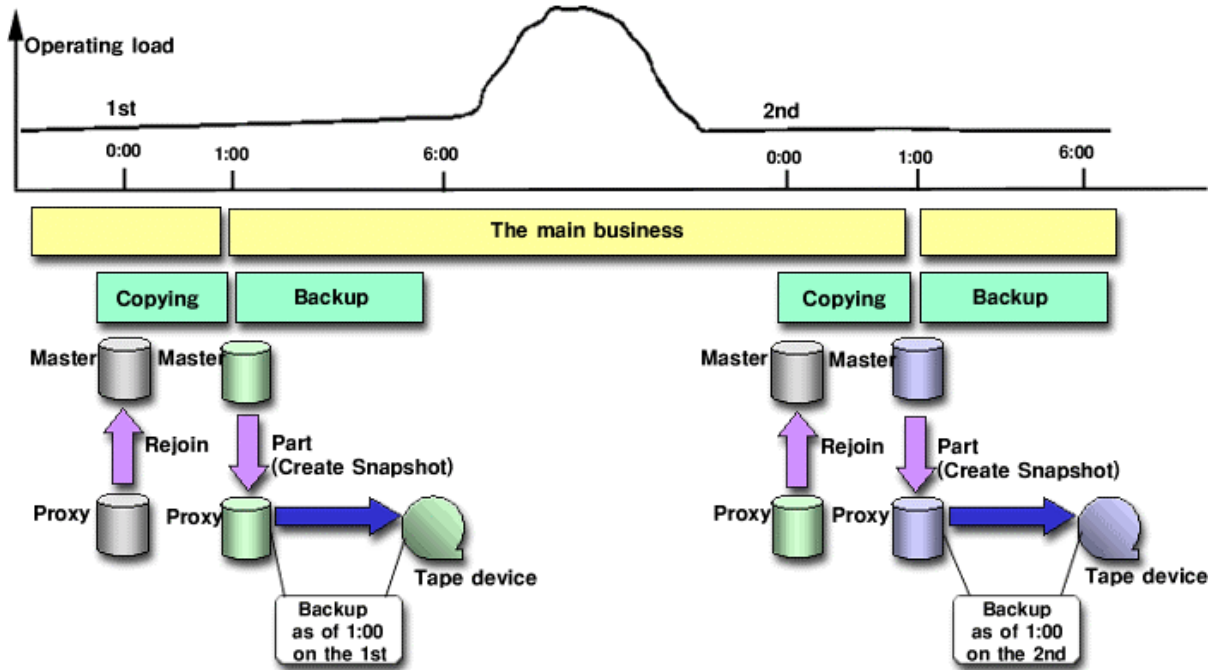 Operating load
1st
2nd
0:00
1:00
6:00
0:00
1:00
6:00
The main business
Copying
Backup
Copying
Backup
Master
Master
Master
Master
Rejoin
Part
(Create Snapshot)
Rejoin
Part
(Create Snapshot)
Proxy
Proxy
Proxy
Proxy
Tape device
Tape device
Backup
as of 1:00
on the 1st
Backup
as of 1:00
on the 2nd